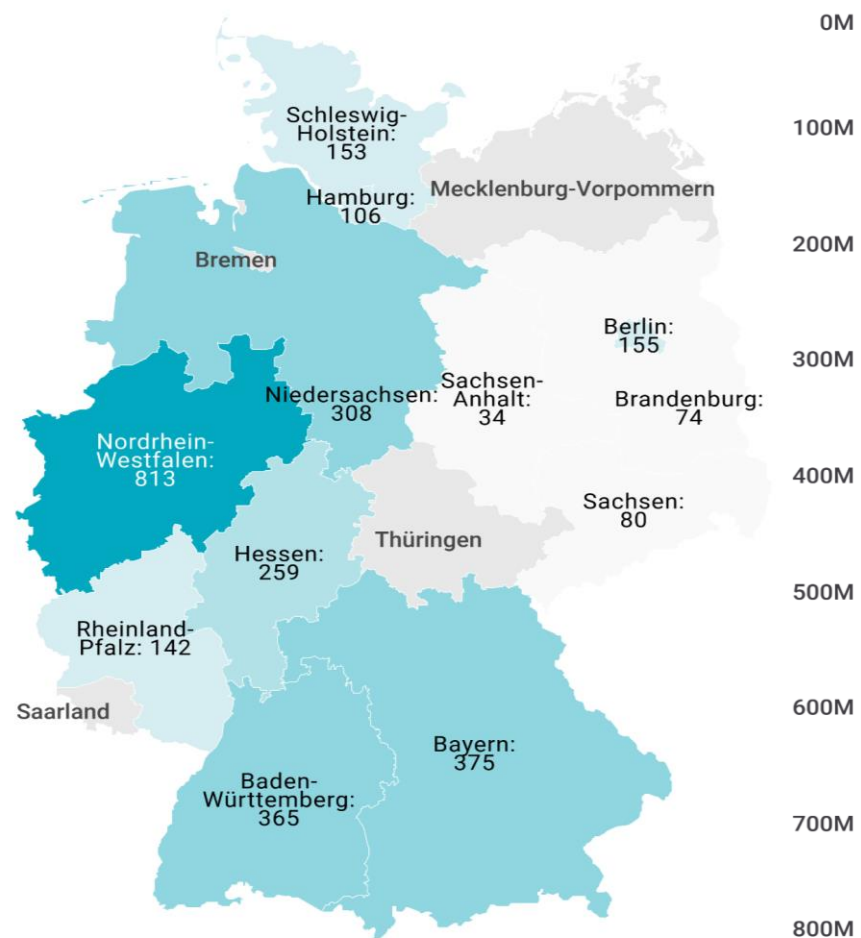 0M
Schleswig-
Holstein:
153
100M
Mecklenburg-Vorpommern
Hamburg:
106
200M
Bremen
Berlin:
155
300M
Niedersachsen:
308
Sachsen-
Anhalt:
34
Brandenburg:
74
Nordrhein-
Westfalen:
813
400M
Sachsen:
80
Thüringen
Hessen:
259
500M
Rheinland-
Pfalz: 142
600M
Saarland
Bayern:
375
Baden-
Württemberg:
365
700M
800M